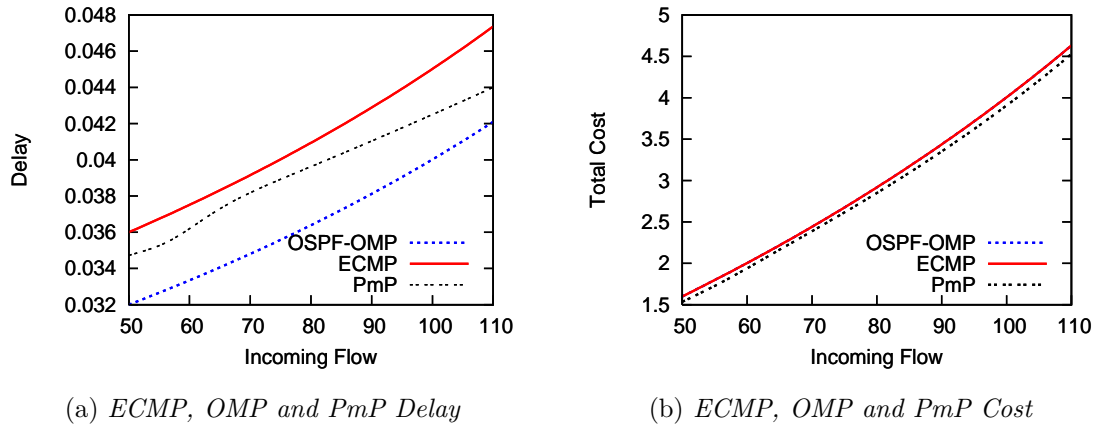 0.048
0.046
0.044
0.042
0.04
0.038
0.036
0.034
0.032
Delay
50 60 70 80 90 100 110
Incoming Flow
OSPF-OMP
ECMP
PmP
(a) ECMP, OMP and PmP Delay
5
4.5
4
3.5
3
2.5
2
1.5
Total Cost
50 60 70 80 90 100 110
Incoming Flow
OSPF-OMP
ECMP
PmP
(b) ECMP, OMP and PmP Cost